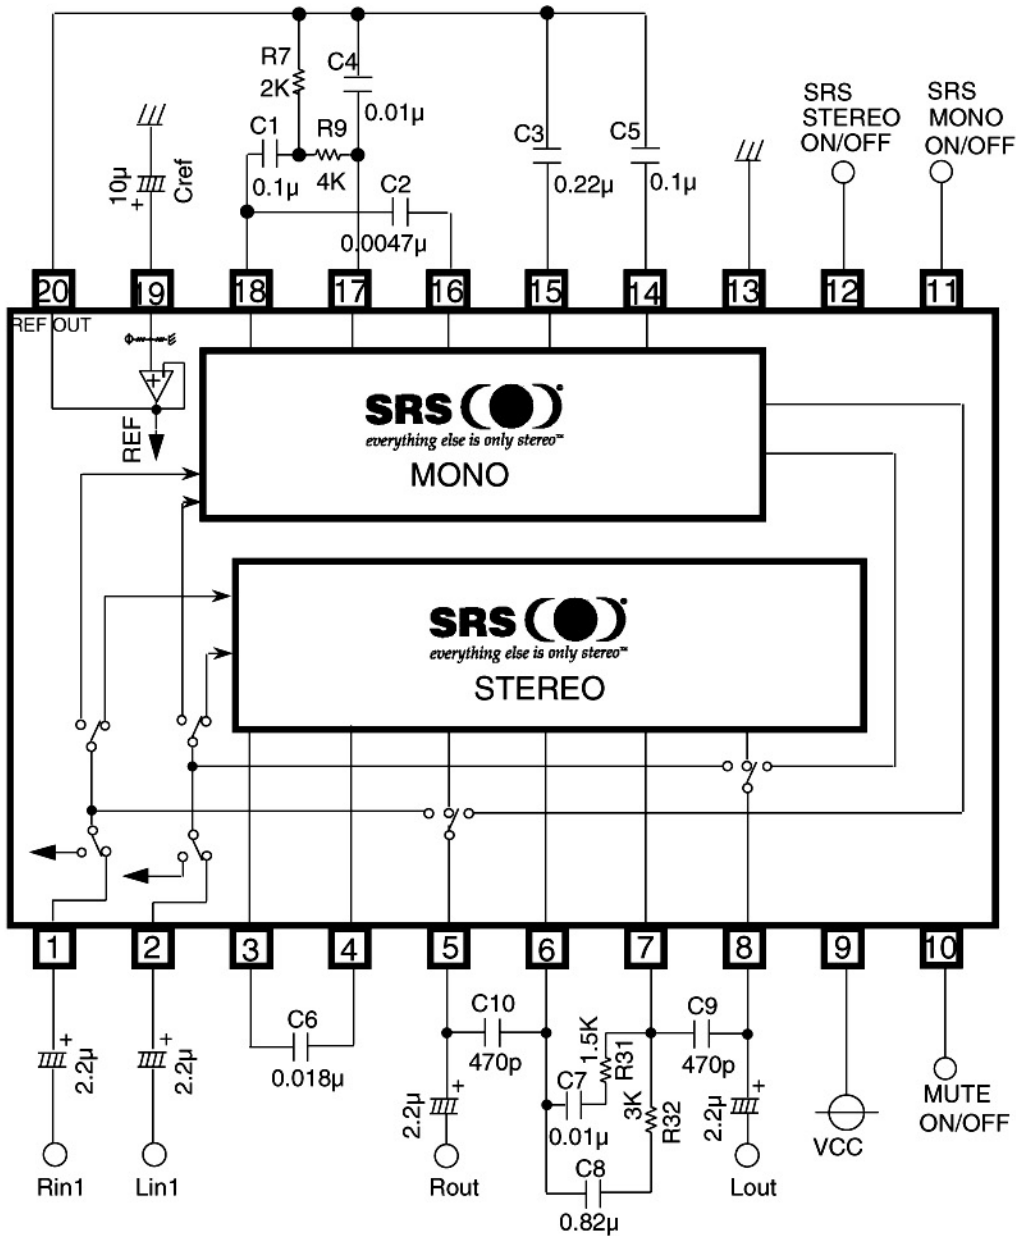 R7
2K
C4
0.01µ
C1
0.1µ
R9
4K
C2
0.0047µ
10µ
+
Cref
C3
0.22µ
C5
0.1µ
SRS
STEREO
ON/OFF
SRS
MONO
ON/OFF
20 19 18 17 16 15 14 13 12 11
REF OUT
+
REF
SRS
everything else is only stereo™
MONO
SRS
everything else is only stereo™
STEREO
1 2 3 4 5 6 7 8 9 10
+
2.2µ
+
2.2µ
C6
0.018µ
C10
470p
1.5K
R31
C9
470p
C7
0.01µ
3K
R32
2.2µ
+
2.2µ
+
C8
0.82µ
Rin1
Lin1
Rout
Lout
VCC
MUTE
ON/OFF